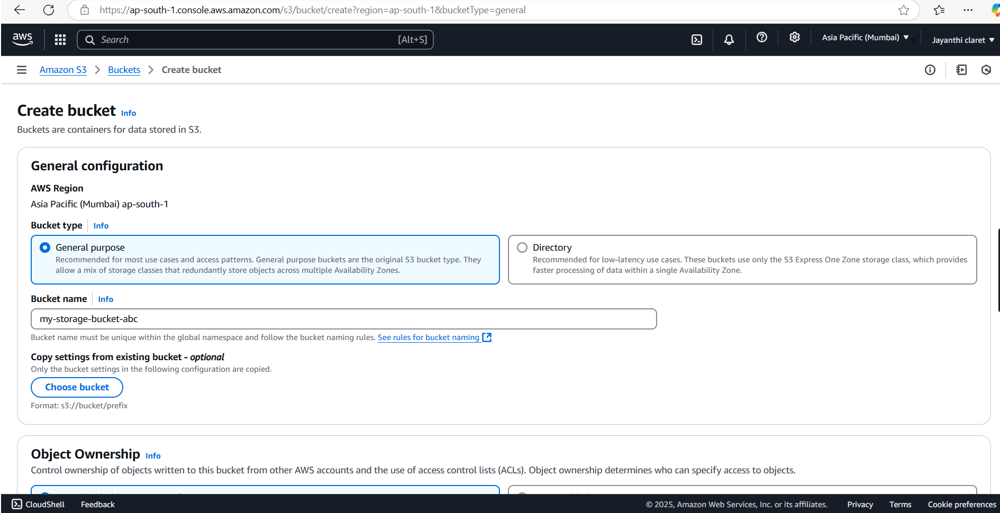 https://ap-south-1.console.aws.amazon.com/s3/bucket/create?region=ap-south-1&bucketType=general
aws
Search [Alt+S]
Asia Pacific (Mumbai)
Jayanthi claret
Amazon S3 > Buckets > Create bucket
Create bucket Info
Buckets are containers for data stored in S3.
General configuration
AWS Region
Asia Pacific (Mumbai) ap-south-1
Bucket type Info
General purpose
Recommended for most use cases and access patterns. General purpose buckets are the original S3 bucket type. They
allow a mix of storage classes that redundantly store objects across multiple Availability Zones.
Directory
Recommended for low-latency use cases. These buckets use only the S3 Express One Zone storage class, which provides
faster processing of data within a single Availability Zone.
Bucket name Info
my-storage-bucket-abc
Bucket name must be unique within the global namespace and follow the bucket naming rules. See rules for bucket naming
Copy settings from existing bucket - optional
Only the bucket settings in the following configuration are copied.
Choose bucket
Format: s3://bucket/prefix
Object Ownership Info
Control ownership of objects written to this bucket from other AWS accounts and the use of access control lists (ACLs). Object ownership determines who can specify access to objects.
CloudShell Feedback
© 2025, Amazon Web Services, Inc. or its affiliates. Privacy Terms Cookie preferences